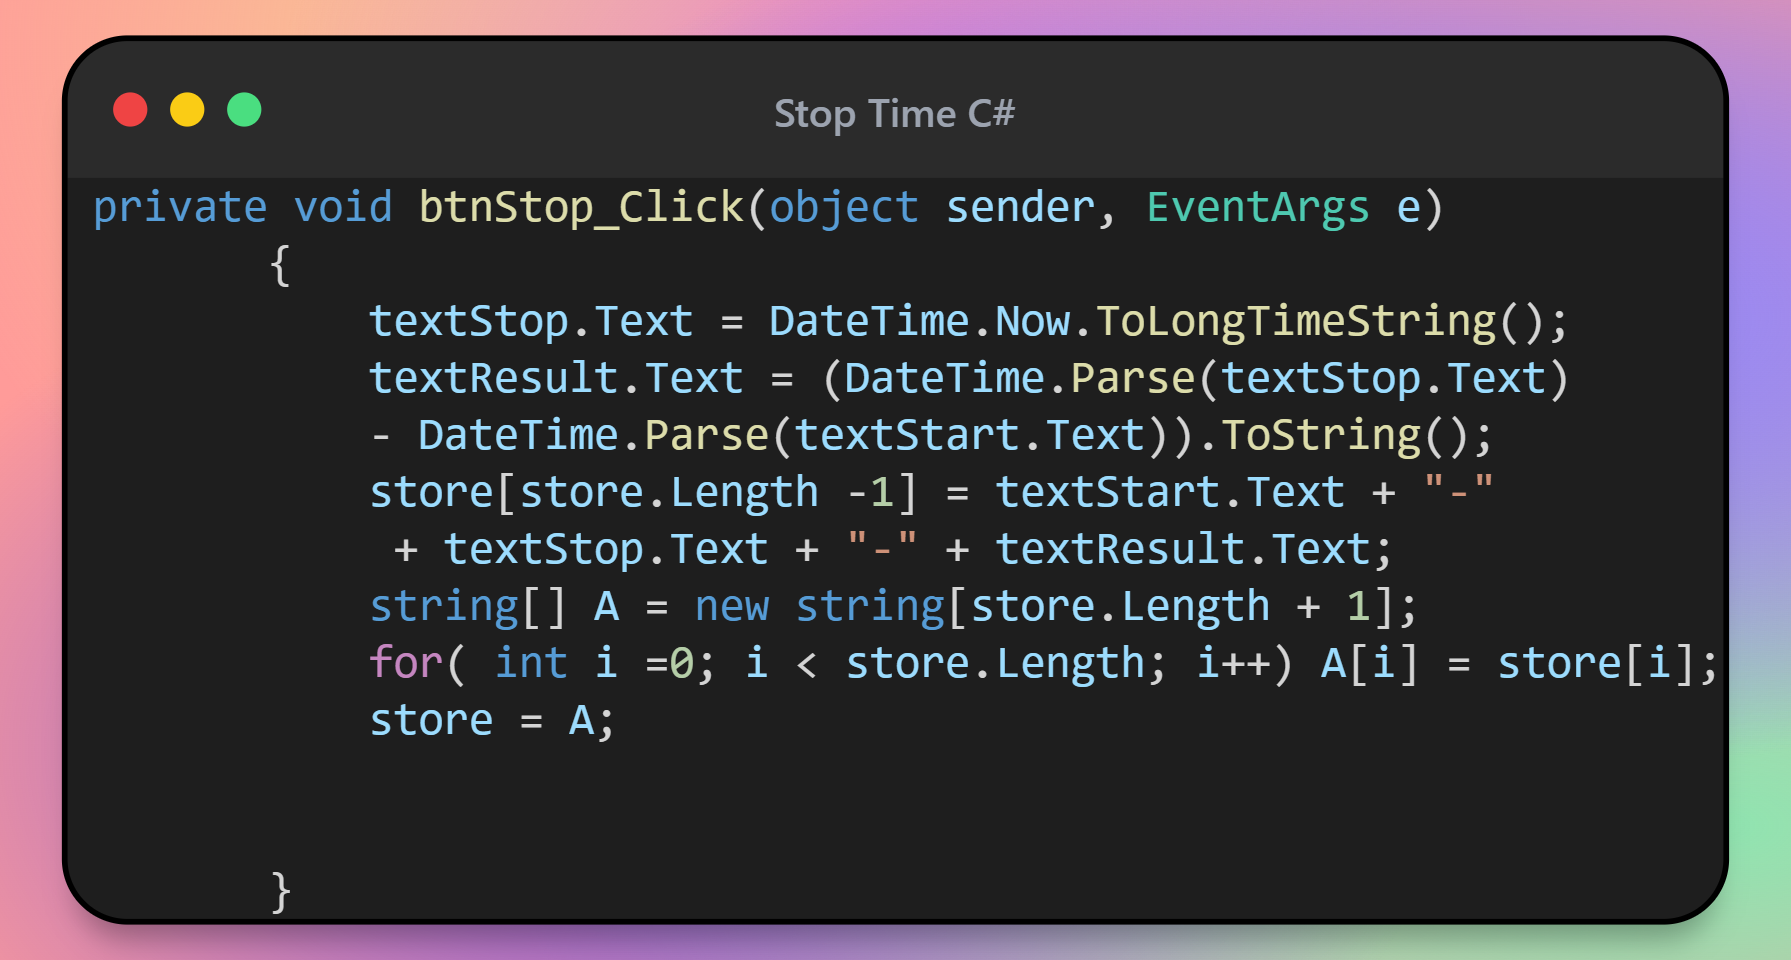 Stop Time C#
private void btnStop_Click(object sender, EventArgs e)
{
textStop.Text = DateTime.Now.ToLongTimeString();
textResult.Text = (DateTime.Parse(textStop.Text)
- DateTime.Parse(textStart.Text)).ToString();
store[store.Length -1] = textStart.Text + "-"
+ textStop.Text + "-" + textResult.Text;
string[] A = new string[store.Length + 1];
for( int i =0; i < store.Length; i++) A[i] = store[i];
store = A;
}